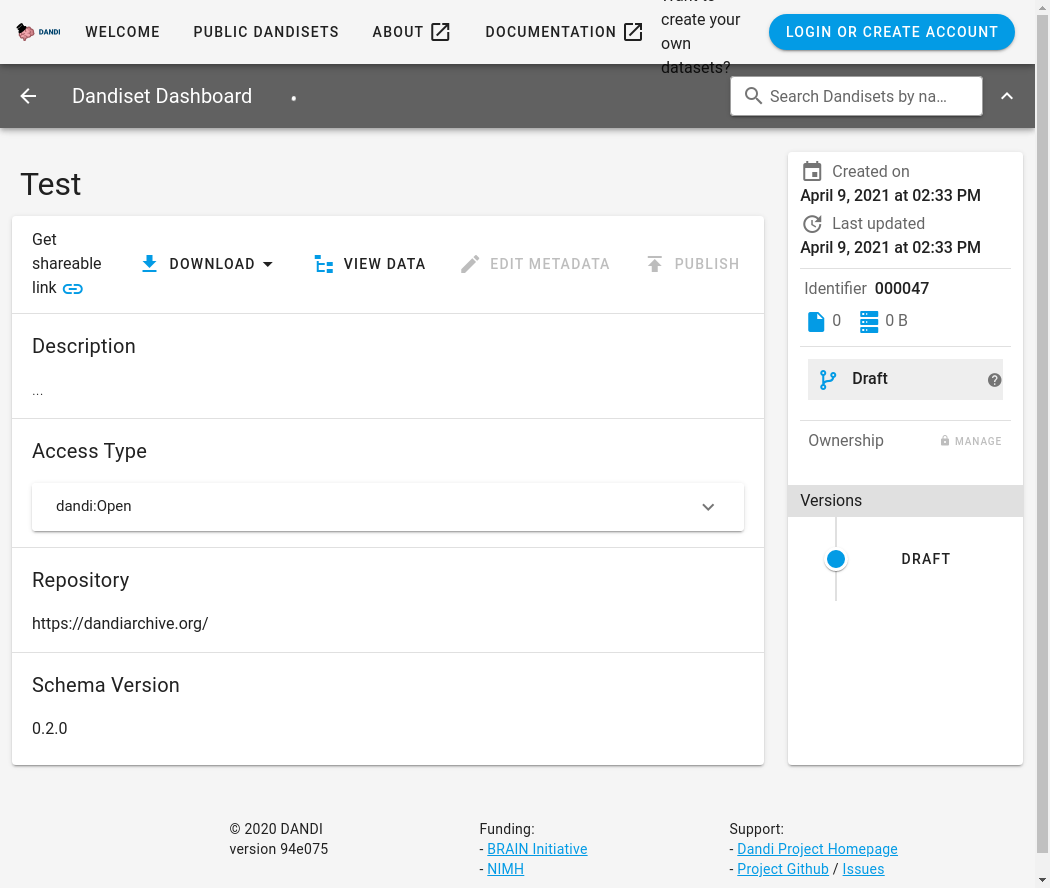 DANDI
WELCOME
PUBLIC DANDISETS
ABOUT
DOCUMENTATION
create your
own
datasets?
LOGIN OR CREATE ACCOUNT
Dandiset Dashboard
Search Dandisets by na…
Test
Get
shareable
link
DOWNLOAD
VIEW DATA
EDIT METADATA
PUBLISH
Description
...
Access Type
dandi:Open
Repository
https://dandiarchive.org/
Schema Version
0.2.0
Created on
April 9, 2021 at 02:33 PM
Last updated
April 9, 2021 at 02:33 PM
Identifier 000047
0
0 B
Draft
Ownership
MANAGE
Versions
DRAFT
© 2020 DANDI
version 94e075
Funding:
- BRAIN Initiative
- NIMH
Support:
- Dandi Project Homepage
- Project Github / Issues